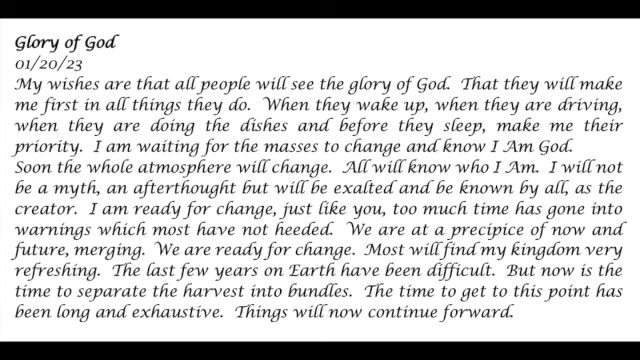 Glory of God
01/20/23
My wishes are that all people will see the glory of God.  That they will make
me first in all things they do.  When they wake up, when they are driving,
when they are doing the dishes and before they sleep, make me their
priority.  I am waiting for the masses to change and know I Am God.
Soon the whole atmosphere will change.  All will know who I Am.  I will not
be a myth, an afterthought but will be exalted and be known by all, as the
creator.  I am ready for change, just like you, too much time has gone into
warnings which most have not heeded.  We are at a precipice of now and
future, merging.  We are ready for change.  Most will find my kingdom very
refreshing.  The last few years on Earth have been difficult.  But now is the
time to separate the harvest into bundles.  The time to get to this point has
been long and exhaustive.  Things will now continue forward.